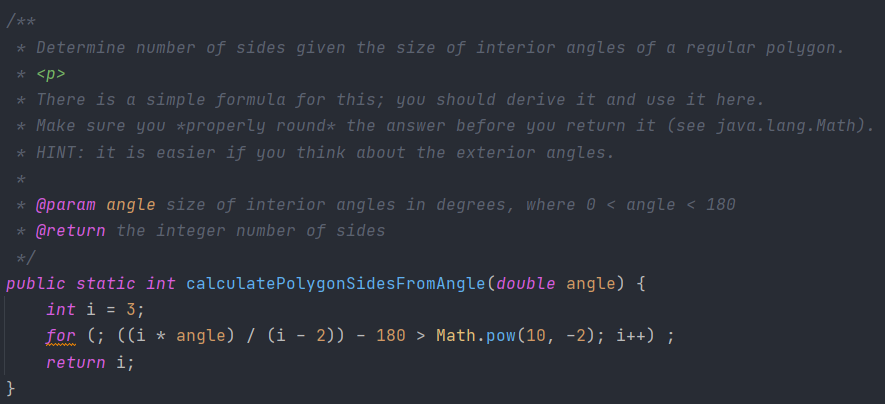 /**
 * Determine number of sides given the size of interior angles of a regular polygon.
 * <p>
 * There is a simple formula for this; you should derive it and use it here.
 * Make sure you *properly round* the answer before you return it (see java.lang.Math).
 * HINT: it is easier if you think about the exterior angles.
 *
 * @param angle size of interior angles in degrees, where 0 < angle < 180
 * @return the integer number of sides
 */
public static int calculatePolygonSidesFromAngle(double angle) {
    int i = 3;
    for (; ((i * angle) / (i - 2)) - 180 > Math.pow(10, -2); i++) ;
    return i;
}